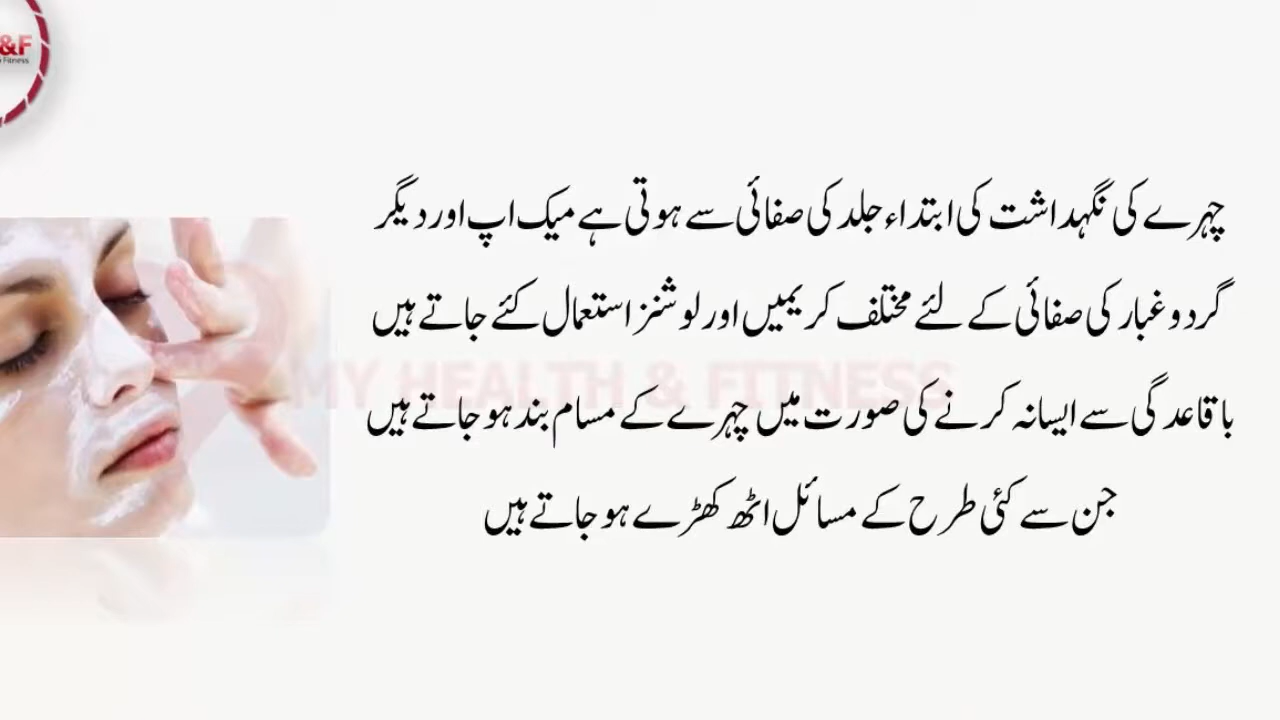 &F
Fitness
چہرے کی نگہداشت کی ابتداء جلد کی صفائی سے ہوتی ہے میک اپ اور دیگر
گرد و غبار کی صفائی کے لئے مختلف کریمیں اور لوشنز استعمال کئے جاتے ہیں
MY HEALTH & FITNESS
باقاعدگی سے ایسا نہ کرنے کی صورت میں چہرے کے مسام بند ہو جاتے ہیں
جن سے کئی طرح کے مسائل اٹھ کھڑے ہو جاتے ہیں